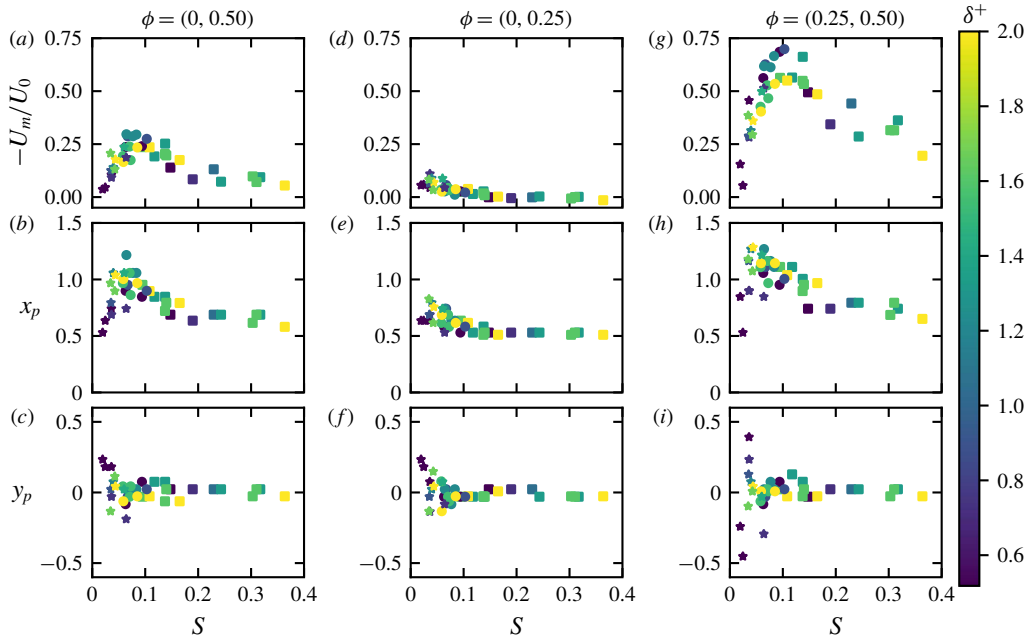 ϕ = (0, 0.50) ϕ = (0, 0.25) ϕ = (0.25, 0.50) δ⁺
(a) (d) (g)
0.75 0.75 0.75 2.0
0.50 0.50 0.50
−U_m/U_0
0.25 0.25 0.25 1.8
0.00 0.00 0.00
1.6
(b) 1.5 (e) 1.5 (h) 1.5
1.4
1.0 1.0 1.0
x_p
0.5 0.5 0.5 1.2
0 0 0
1.0
(c) (f) (i)
0.5 0.5 0.5
y_p 0 0 0
0.8
−0.5 −0.5 −0.5 0.6
0 0.1 0.2 0.3 0.4 0 0.1 0.2 0.3 0.4 0 0.1 0.2 0.3 0.4
S S S